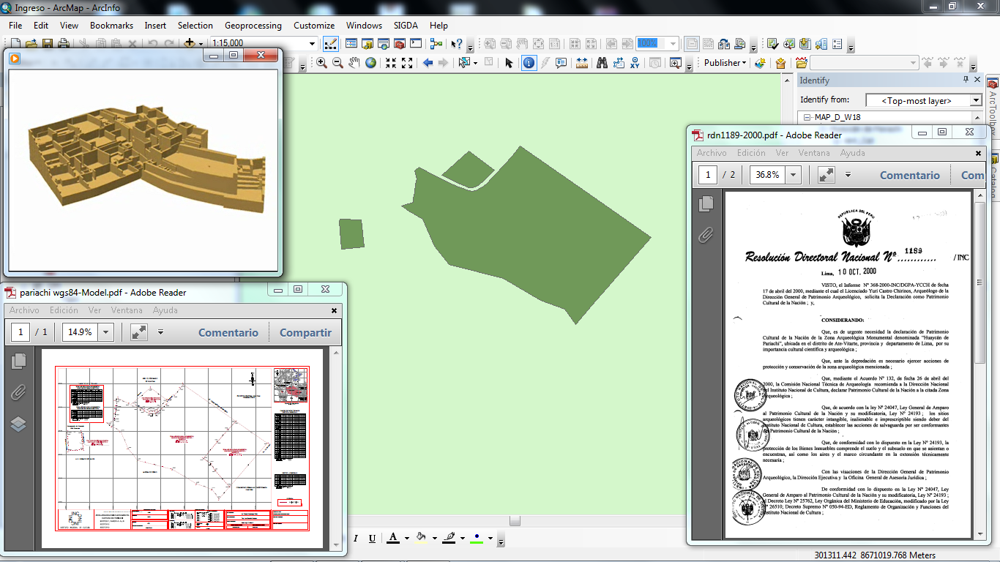 Ingreso - ArcMap - ArcInfo
File Edit View Bookmarks Insert Selection Geoprocessing Customize Windows SIGDA Help
1:15,000
100%
Publisher
Identify
Identify from: <Top-most layer>
MAP_D_W18
ArcToolbox
Catalog
pariachi wgs84-Model.pdf - Adobe Reader
Archivo Edición Ver Ventana Ayuda
1 / 1 14.9% Comentario Compartir
rdn1189-2000.pdf - Adobe Reader
Archivo Edición Ver Ventana Ayuda
1 / 2 36.8% Comentario Com
REPUBLICA DEL PERU
Resolución Directoral Nacional Nº 1189 ............ / INC
Lima, 10 OCT. 2000
VISTO, el Informe Nº 368-2000-INC/DGPA-YCCH de fecha
17 de abril del 2000, mediante el cual el Licenciado Yuri Castro Chirinos, Arqueólogo de la
Dirección General de Patrimonio Arqueológico, solicita la Declaración como Patrimonio
Cultural de la Nación ; y,
CONSIDERANDO:
Que, es de urgente necesidad la declaración de Patrimonio
Cultural de la Nación de la Zona Arqueológica Monumental denominada "Huaycán de
Pariachi", ubicada en el distrito de Ate-Vitarte, provincia y departamento de Lima, por su
importancia cultural científica y arqueológica ;
Que, ante la depredación es necesario ejercer acciones de
protección y conservación de la zona arqueológica mencionada ;
Que, mediante el Acuerdo Nº 132, de fecha 26 de abril del
2000, la Comisión Nacional Técnica de Arqueología recomienda a la Dirección Nacional
del Instituto Nacional de Cultura, declarar Patrimonio Cultural de la Nación a la citada Zona
Arqueológica ;
Que, de acuerdo con la ley Nº 24047, Ley General de Amparo
al Patrimonio Cultural de la Nación y su modificatoria, Ley Nº 24193 ; los sitios
arqueológicos tienen carácter intangible, inalienable e imprescriptible siendo deber del
Instituto Nacional de Cultura, establecer las acciones de salvaguarda por ser conformantes
del Patrimonio Cultural de la Nación ;
Que, de conformidad con lo dispuesto en la Ley Nº 24193, la
protección de los Bienes Inmuebles comprende el suelo y el subsuelo en que se asientan o
encuentran, así como los aires y el marco circundante en la extensión técnicamente
necesaria ;
Con las visaciones de la Dirección General de Patrimonio
Arqueológico, la Dirección Ejecutiva y la Oficina General de Asesoría Jurídica ;
De conformidad con lo dispuesto en la Ley Nº 24047, Ley
General de Amparo al Patrimonio Cultural de la Nación y su modificatoria, Ley Nº 24193 ;
el Decreto Ley Nº 25762, Ley Orgánica del Ministerio de Educación, modificado por la Ley
Nº 26510; Decreto Supremo Nº 050-94-ED, Reglamento de Organización y Funciones del
Instituto Nacional de Cultura ;
I U A
301311.442 8671019.768 Meters